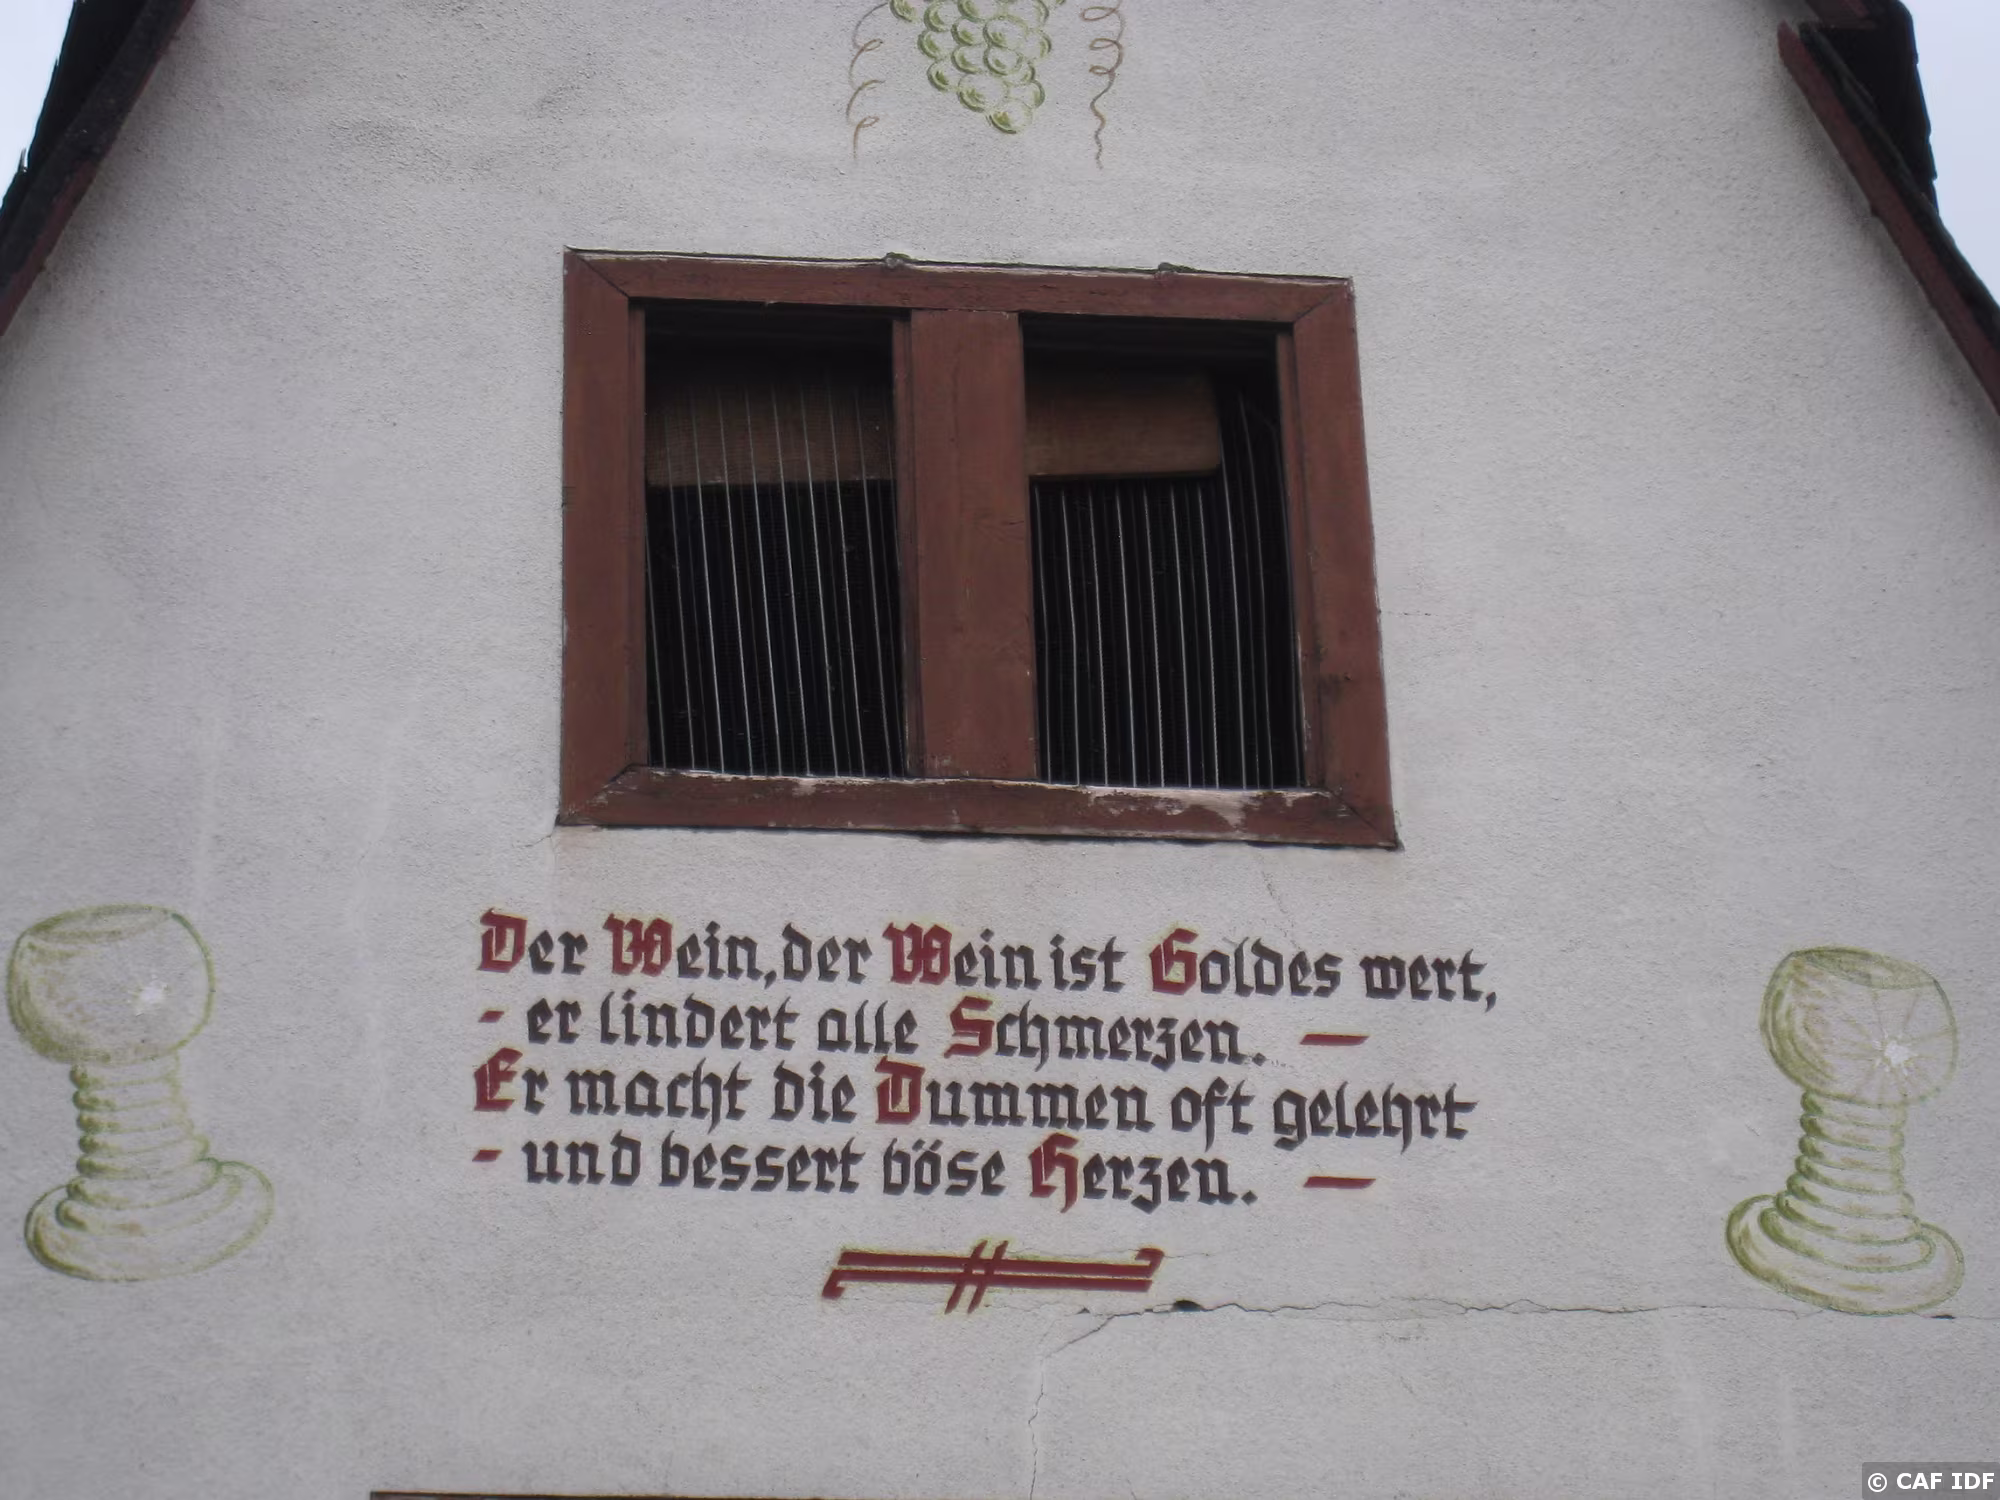 Der Wein, der Wein ist Goldes wert,
- er lindert alle Schmerzen. -
Er macht die Dummen oft gelehrt
- und bessert böse Herzen. -
© CAF IDF